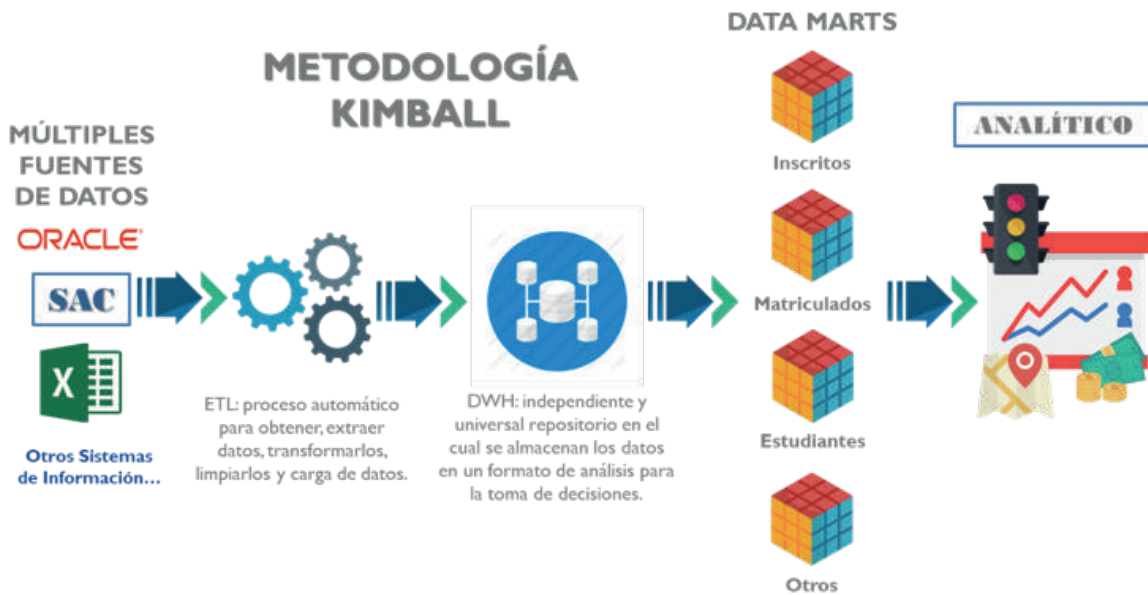 METODOLOGÍA
KIMBALL
MÚLTIPLES
FUENTES
DE DATOS
ORACLE
SAC
X
Otros Sistemas
de Información...
ETL: proceso automático
para obtener, extraer
datos, transformarlos,
limpiarlos y carga de datos.
DWH: independiente y
universal repositorio en el
cual se almacenan los datos
en un formato de análisis para
la toma de decisiones.
DATA MARTS
Inscritos
Matriculados
Estudiantes
Otros
ANALÍTICO